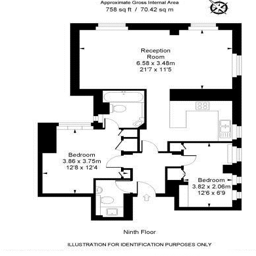 Approximate Gross Internal Area
758 sq ft / 70.42 sq m
Reception
Room
6.58 x 3.48m
21'7 x 11'5
Bedroom
3.86 x 3.75m
12'8 x 12'4
Bedroom
3.82 x 2.06m
12'6 x 6'9
Ninth Floor
ILLUSTRATION FOR IDENTIFICATION PURPOSES ONLY